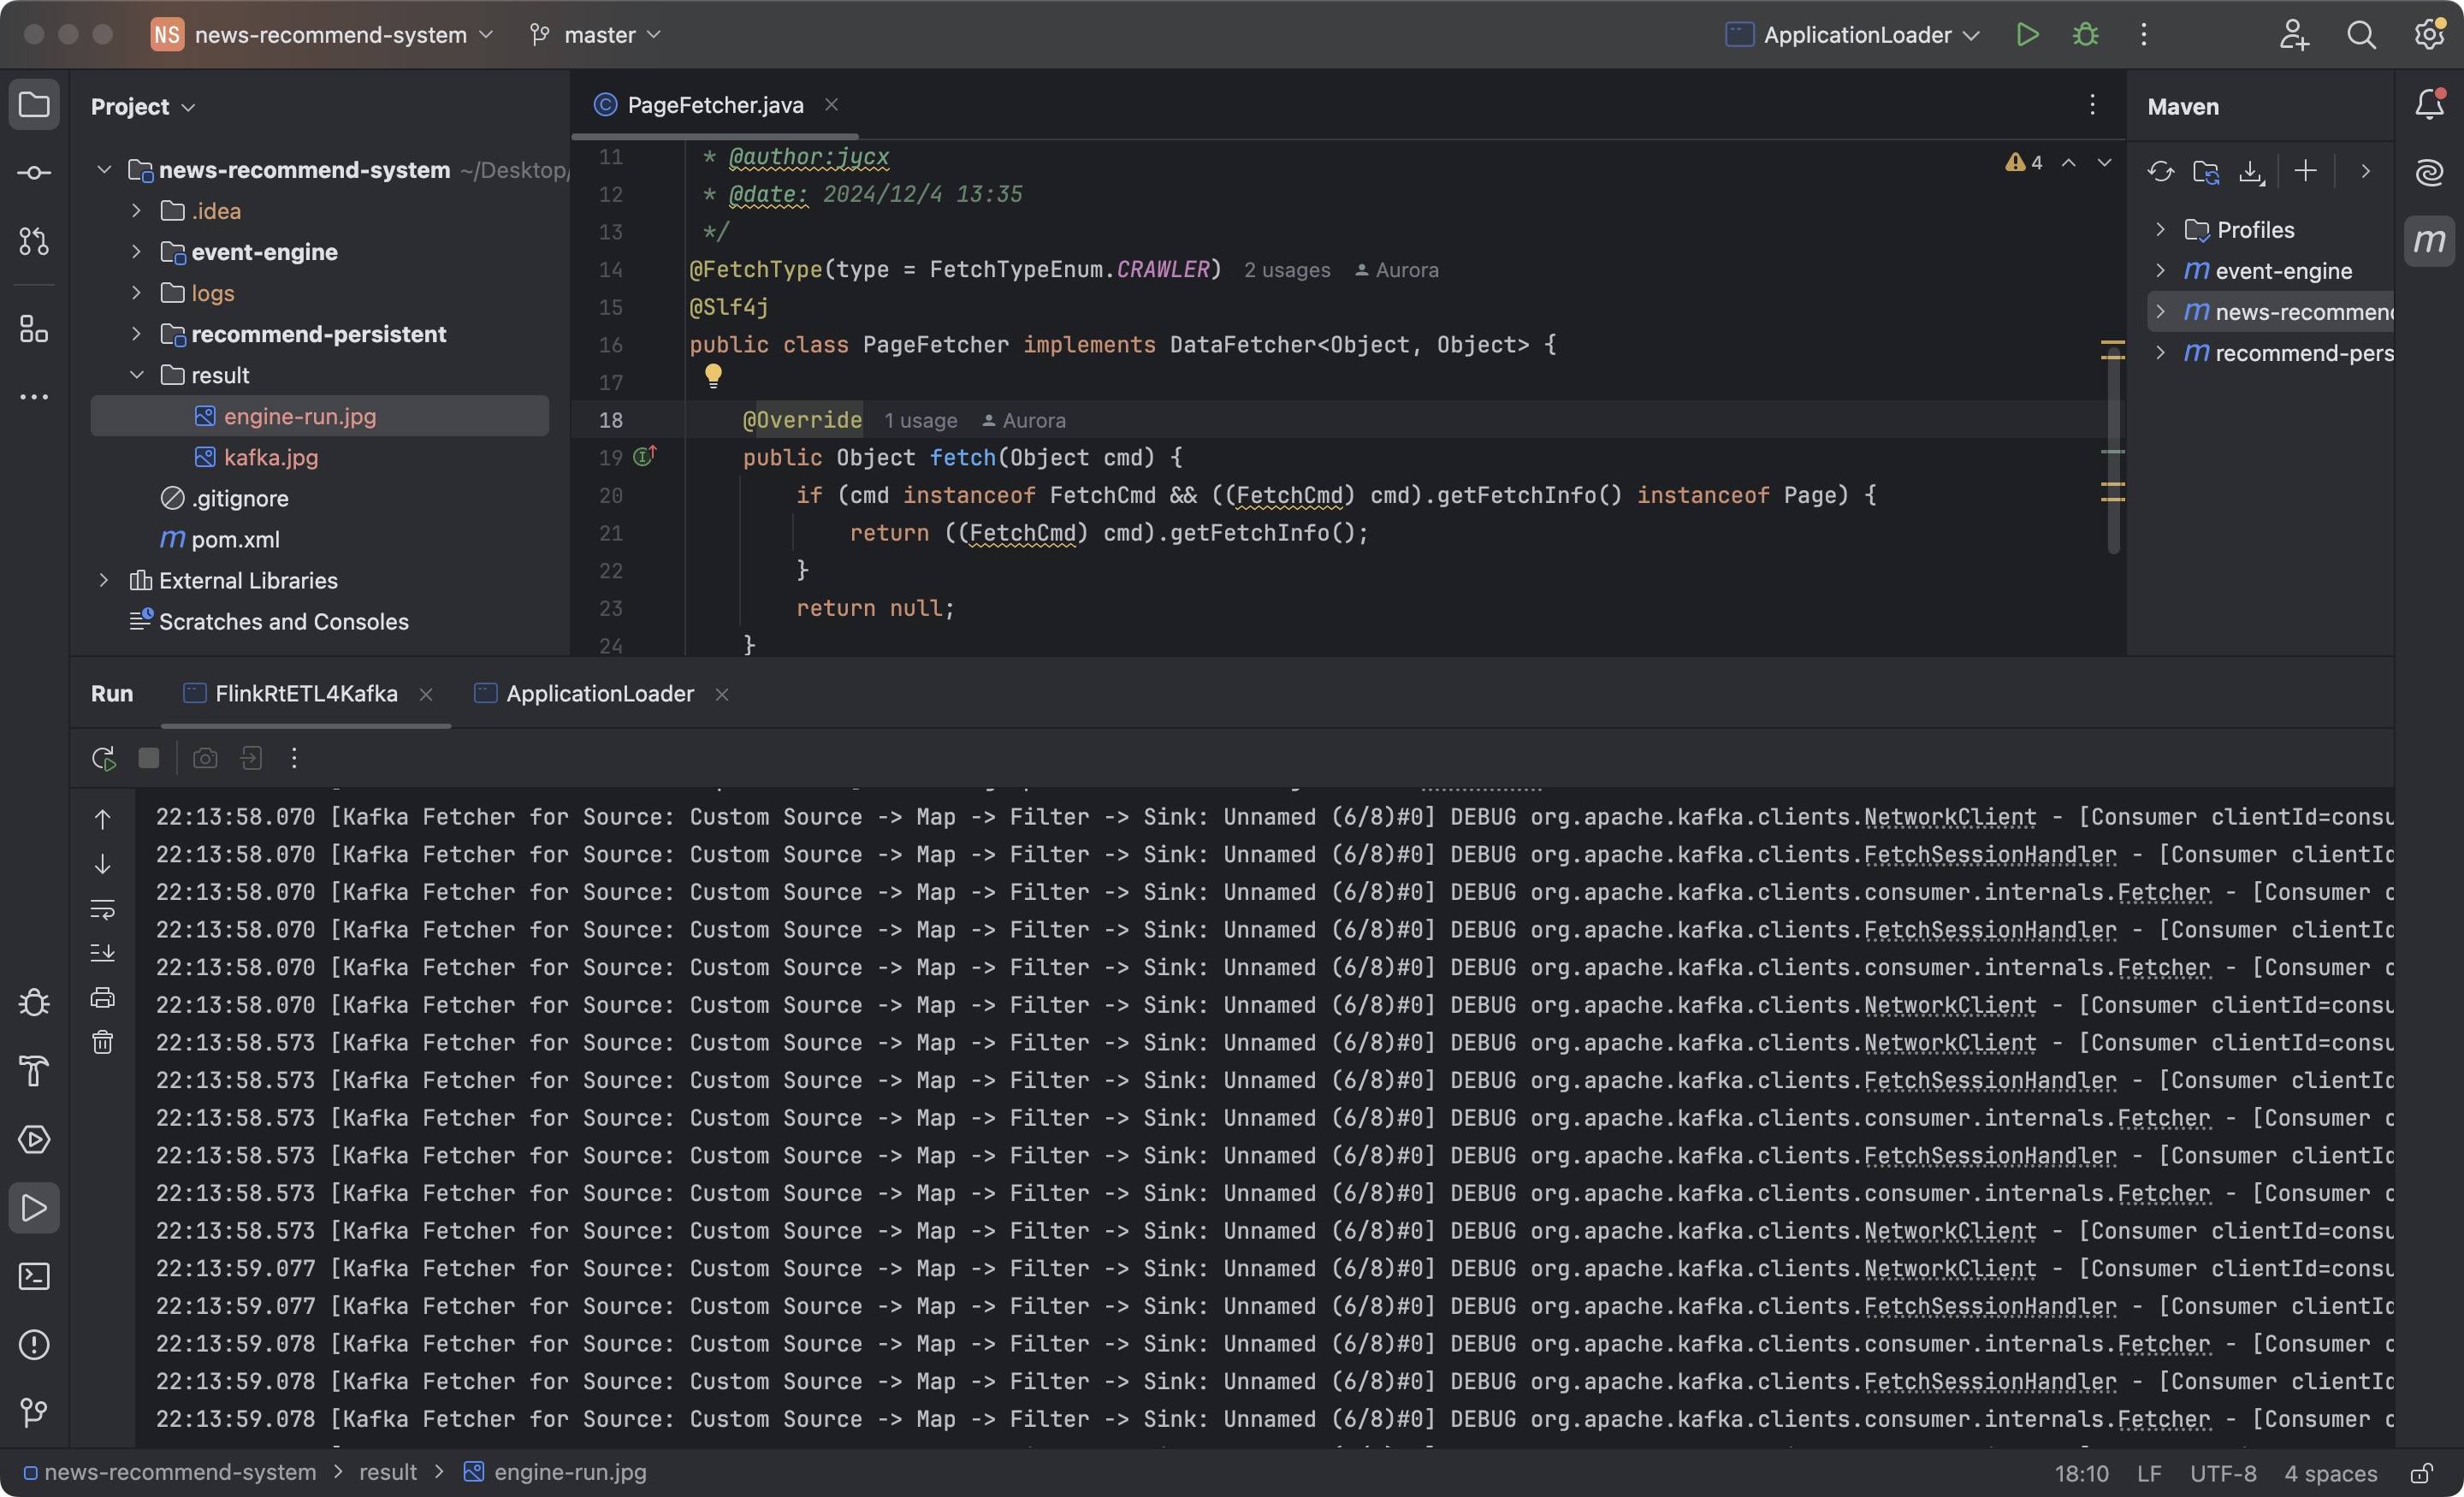 NS news-recommend-system master ApplicationLoader
Project
news-recommend-system ~/Desktop/
.idea
event-engine
logs
recommend-persistent
result
engine-run.jpg
kafka.jpg
.gitignore
m pom.xml
External Libraries
Scratches and Consoles
PageFetcher.java
4
11 * @author:jycx
12 * @date: 2024/12/4 13:35
13 */
14 @FetchType(type = FetchTypeEnum.CRAWLER) 2 usages Aurora
15 @Slf4j
16 public class PageFetcher implements DataFetcher<Object, Object> {
17
18 @Override 1 usage Aurora
19 public Object fetch(Object cmd) {
20 if (cmd instanceof FetchCmd && ((FetchCmd) cmd).getFetchInfo() instanceof Page) {
21 return ((FetchCmd) cmd).getFetchInfo();
22 }
23 return null;
24 }
Maven
Profiles
m event-engine
m news-recommend
m recommend-pers
m
Run FlinkRtETL4Kafka ApplicationLoader
22:13:58.070 [Kafka Fetcher for Source: Custom Source -> Map -> Filter -> Sink: Unnamed (6/8)#0] DEBUG org.apache.kafka.clients.NetworkClient - [Consumer clientId=consu
22:13:58.070 [Kafka Fetcher for Source: Custom Source -> Map -> Filter -> Sink: Unnamed (6/8)#0] DEBUG org.apache.kafka.clients.FetchSessionHandler - [Consumer clientId
22:13:58.070 [Kafka Fetcher for Source: Custom Source -> Map -> Filter -> Sink: Unnamed (6/8)#0] DEBUG org.apache.kafka.clients.consumer.internals.Fetcher - [Consumer c
22:13:58.070 [Kafka Fetcher for Source: Custom Source -> Map -> Filter -> Sink: Unnamed (6/8)#0] DEBUG org.apache.kafka.clients.FetchSessionHandler - [Consumer clientId
22:13:58.070 [Kafka Fetcher for Source: Custom Source -> Map -> Filter -> Sink: Unnamed (6/8)#0] DEBUG org.apache.kafka.clients.consumer.internals.Fetcher - [Consumer c
22:13:58.070 [Kafka Fetcher for Source: Custom Source -> Map -> Filter -> Sink: Unnamed (6/8)#0] DEBUG org.apache.kafka.clients.NetworkClient - [Consumer clientId=consu
22:13:58.573 [Kafka Fetcher for Source: Custom Source -> Map -> Filter -> Sink: Unnamed (6/8)#0] DEBUG org.apache.kafka.clients.NetworkClient - [Consumer clientId=consu
22:13:58.573 [Kafka Fetcher for Source: Custom Source -> Map -> Filter -> Sink: Unnamed (6/8)#0] DEBUG org.apache.kafka.clients.FetchSessionHandler - [Consumer clientId
22:13:58.573 [Kafka Fetcher for Source: Custom Source -> Map -> Filter -> Sink: Unnamed (6/8)#0] DEBUG org.apache.kafka.clients.consumer.internals.Fetcher - [Consumer c
22:13:58.573 [Kafka Fetcher for Source: Custom Source -> Map -> Filter -> Sink: Unnamed (6/8)#0] DEBUG org.apache.kafka.clients.FetchSessionHandler - [Consumer clientId
22:13:58.573 [Kafka Fetcher for Source: Custom Source -> Map -> Filter -> Sink: Unnamed (6/8)#0] DEBUG org.apache.kafka.clients.consumer.internals.Fetcher - [Consumer c
22:13:58.573 [Kafka Fetcher for Source: Custom Source -> Map -> Filter -> Sink: Unnamed (6/8)#0] DEBUG org.apache.kafka.clients.NetworkClient - [Consumer clientId=consu
22:13:59.077 [Kafka Fetcher for Source: Custom Source -> Map -> Filter -> Sink: Unnamed (6/8)#0] DEBUG org.apache.kafka.clients.NetworkClient - [Consumer clientId=consu
22:13:59.077 [Kafka Fetcher for Source: Custom Source -> Map -> Filter -> Sink: Unnamed (6/8)#0] DEBUG org.apache.kafka.clients.FetchSessionHandler - [Consumer clientId
22:13:59.078 [Kafka Fetcher for Source: Custom Source -> Map -> Filter -> Sink: Unnamed (6/8)#0] DEBUG org.apache.kafka.clients.consumer.internals.Fetcher - [Consumer c
22:13:59.078 [Kafka Fetcher for Source: Custom Source -> Map -> Filter -> Sink: Unnamed (6/8)#0] DEBUG org.apache.kafka.clients.FetchSessionHandler - [Consumer clientId
22:13:59.078 [Kafka Fetcher for Source: Custom Source -> Map -> Filter -> Sink: Unnamed (6/8)#0] DEBUG org.apache.kafka.clients.consumer.internals.Fetcher - [Consumer c
news-recommend-system > result > engine-run.jpg 18:10 LF UTF-8 4 spaces